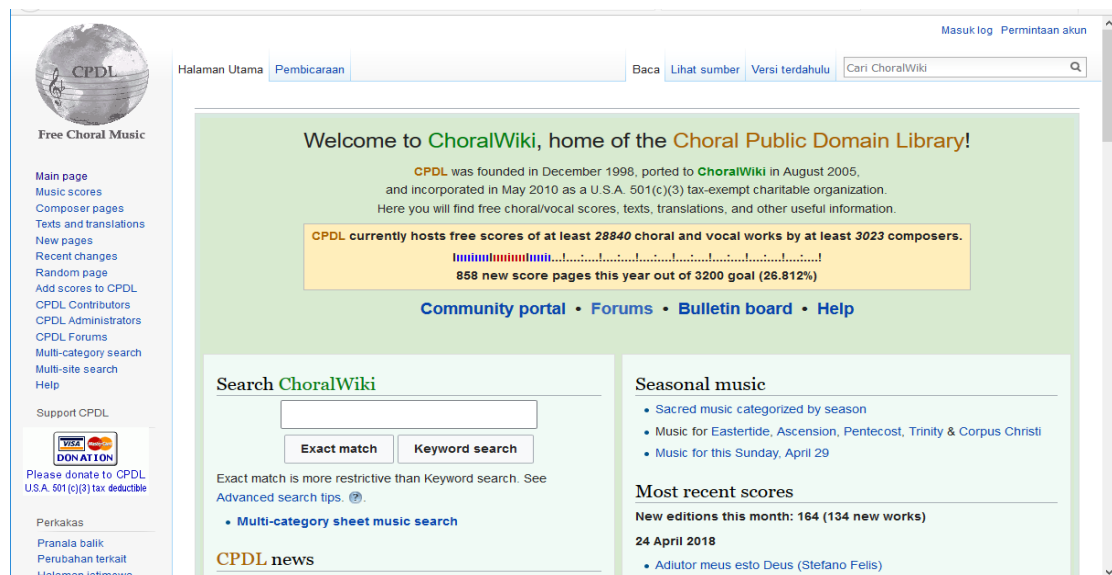 Masuk log Permintaan akun
CPDL
Free Choral Music
Halaman Utama Pembicaraan Baca Lihat sumber Versi terdahulu Cari ChoralWiki
Main page
Music scores
Composer pages
Texts and translations
New pages
Recent changes
Random page
Add scores to CPDL
CPDL Contributors
CPDL Administrators
CPDL Forums
Multi-category search
Multi-site search
Help
Support CPDL
VISA MasterCard
DONATION
Please donate to CPDL
U.S.A. 501(c)(3) tax deductible
Perkakas
Pranala balik
Perubahan terkait
Halaman istimewa
Welcome to ChoralWiki, home of the Choral Public Domain Library!
CPDL was founded in December 1998, ported to ChoralWiki in August 2005,
and incorporated in May 2010 as a U.S.A. 501(c)(3) tax-exempt charitable organization.
Here you will find free choral/vocal scores, texts, translations, and other useful information.
CPDL currently hosts free scores of at least 28840 choral and vocal works by at least 3023 composers.
858 new score pages this year out of 3200 goal (26.812%)
Community portal • Forums • Bulletin board • Help
Search ChoralWiki
Exact match Keyword search
Exact match is more restrictive than Keyword search. See
Advanced search tips. ?.
• Multi-category sheet music search
CPDL news
Seasonal music
• Sacred music categorized by season
• Music for Eastertide, Ascension, Pentecost, Trinity & Corpus Christi
• Music for this Sunday, April 29
Most recent scores
New editions this month: 164 (134 new works)
24 April 2018
• Adiutor meus esto Deus (Stefano Felis)